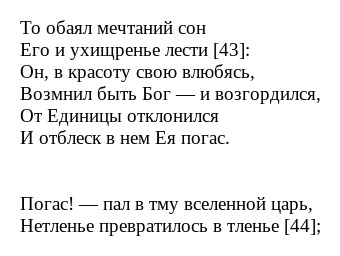 То обаял мечтаний сон
Его и ухищренье лести [43]:
Он, в красоту свою влюбясь,
Возмнил быть Бог — и возгордился,
От Единицы отклонился
И отблеск в нем Ея погас.
Погас! — пал в тму вселенной царь,
Нетленье превратилось в тленье [44];